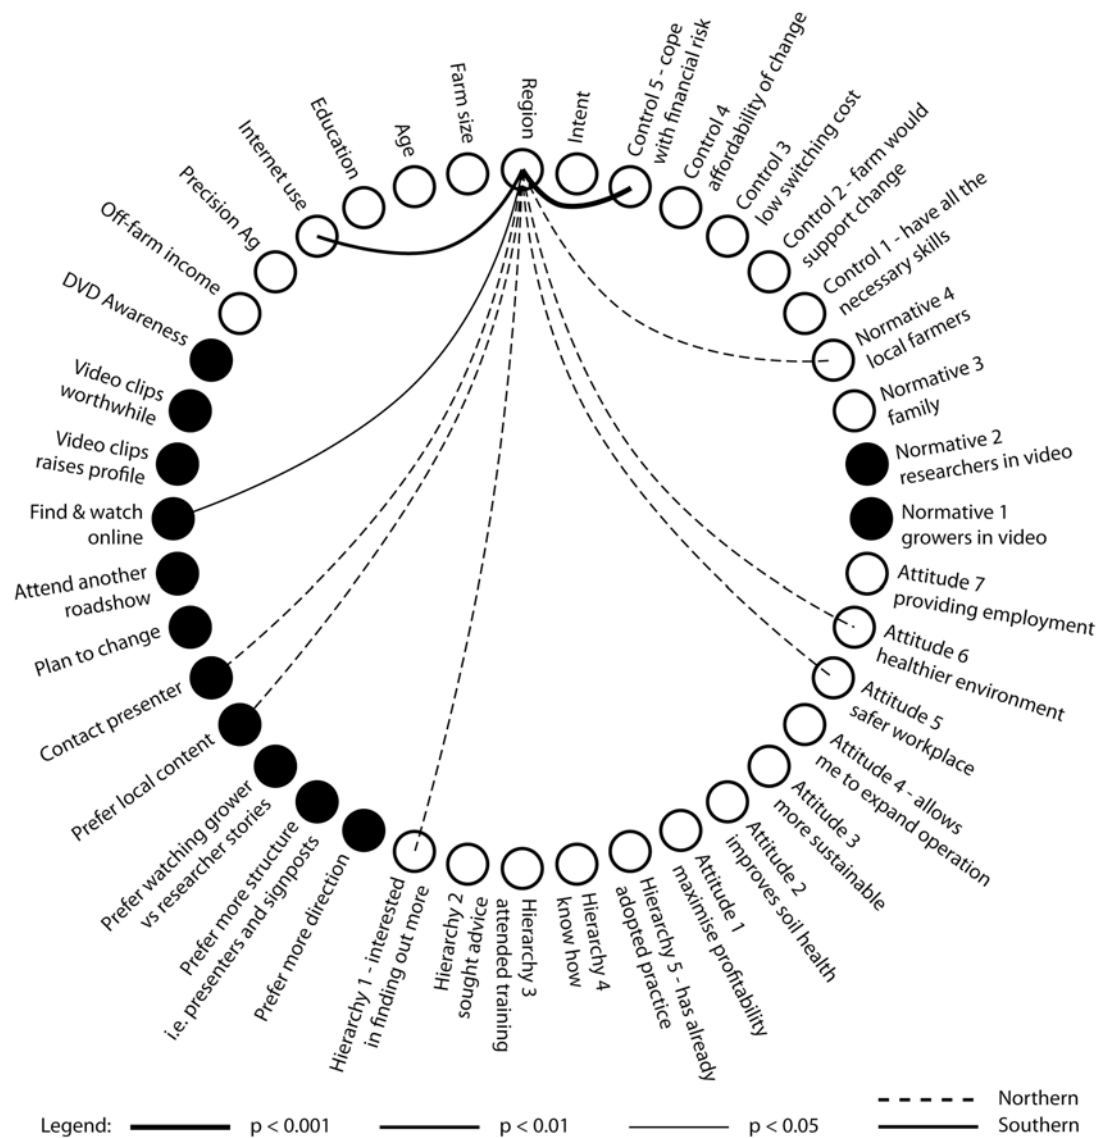 Region
Intent
Control 5 - cope
with financial risk
Control 4
affordability of change
Control 3
low switching cost
Control 2 - farm would
support change
Control 1 - have all the
necessary skills
Normative 4
local farmers
Normative 3
family
Normative 2
researchers in video
Normative 1
growers in video
Attitude 7
providing employment
Attitude 6
healthier environment
Attitude 5
safer workplace
Attitude 4 - allows
me to expand operation
Attitude 3
more sustainable
Attitude 2
improves soil health
Attitude 1
maximise profitability
Hierarchy 5 - has already
adopted practice
Hierarchy 4
know how
Hierarchy 3
attended training
Hierarchy 2
sought advice
Hierarchy 1 - interested
in finding out more
Prefer more direction
Prefer more structure
i.e. presenters and signposts
Prefer watching grower
vs researcher stories
Prefer local content
Contact presenter
Plan to change
Attend another
roadshow
Find & watch
online
Video clips
raises profile
Video clips
worthwhile
DVD Awareness
Off-farm income
Precision Ag
Internet use
Education
Age
Farm size
Legend:
p < 0.001
p < 0.01
p < 0.05
Northern
Southern